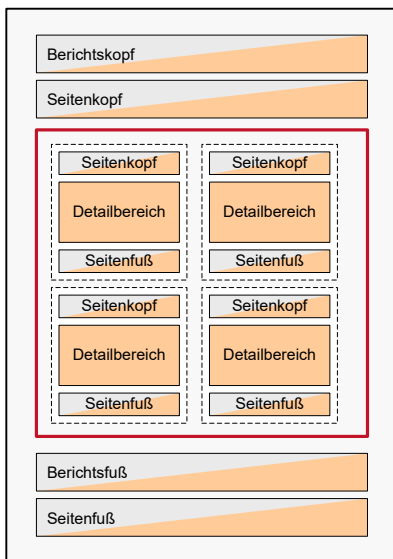 Berichtskopf
Seitenkopf
Seitenkopf
Seitenkopf
Detailbereich
Detailbereich
Seitenfuß
Seitenfuß
Seitenkopf
Seitenkopf
Detailbereich
Detailbereich
Seitenfuß
Seitenfuß
Berichtsfuß
Seitenfuß